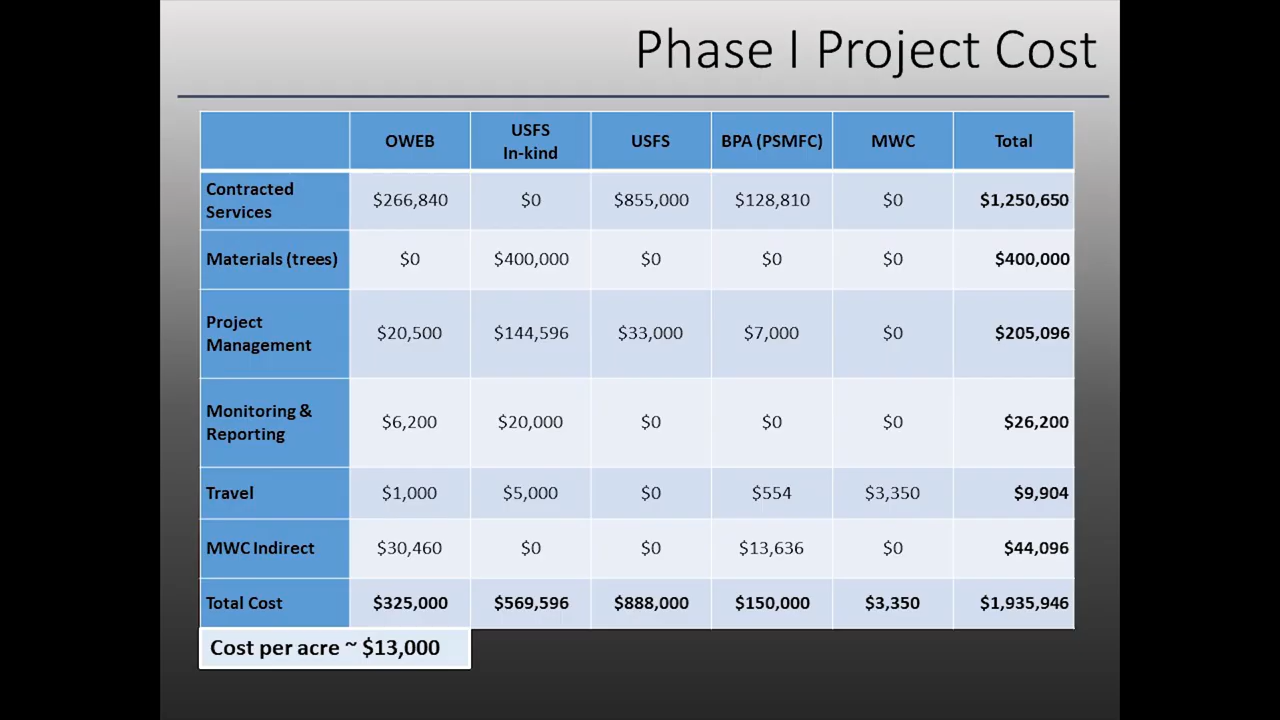 Phase I Project Cost
OWEB USFS In-kind USFS BPA (PSMFC) MWC Total
Contracted Services $266,840 $0 $855,000 $128,810 $0 $1,250,650
Materials (trees) $0 $400,000 $0 $0 $0 $400,000
Project Management $20,500 $144,596 $33,000 $7,000 $0 $205,096
Monitoring & Reporting $6,200 $20,000 $0 $0 $0 $26,200
Travel $1,000 $5,000 $0 $554 $3,350 $9,904
MWC Indirect $30,460 $0 $0 $13,636 $0 $44,096
Total Cost $325,000 $569,596 $888,000 $150,000 $3,350 $1,935,946
Cost per acre ~ $13,000